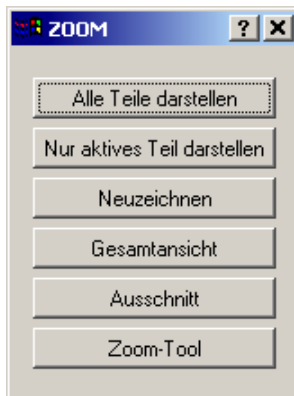 ZOOM
Alle Teile darstellen
Nur aktives Teil darstellen
Neuzeichnen
Gesamtansicht
Ausschnitt
Zoom-Tool